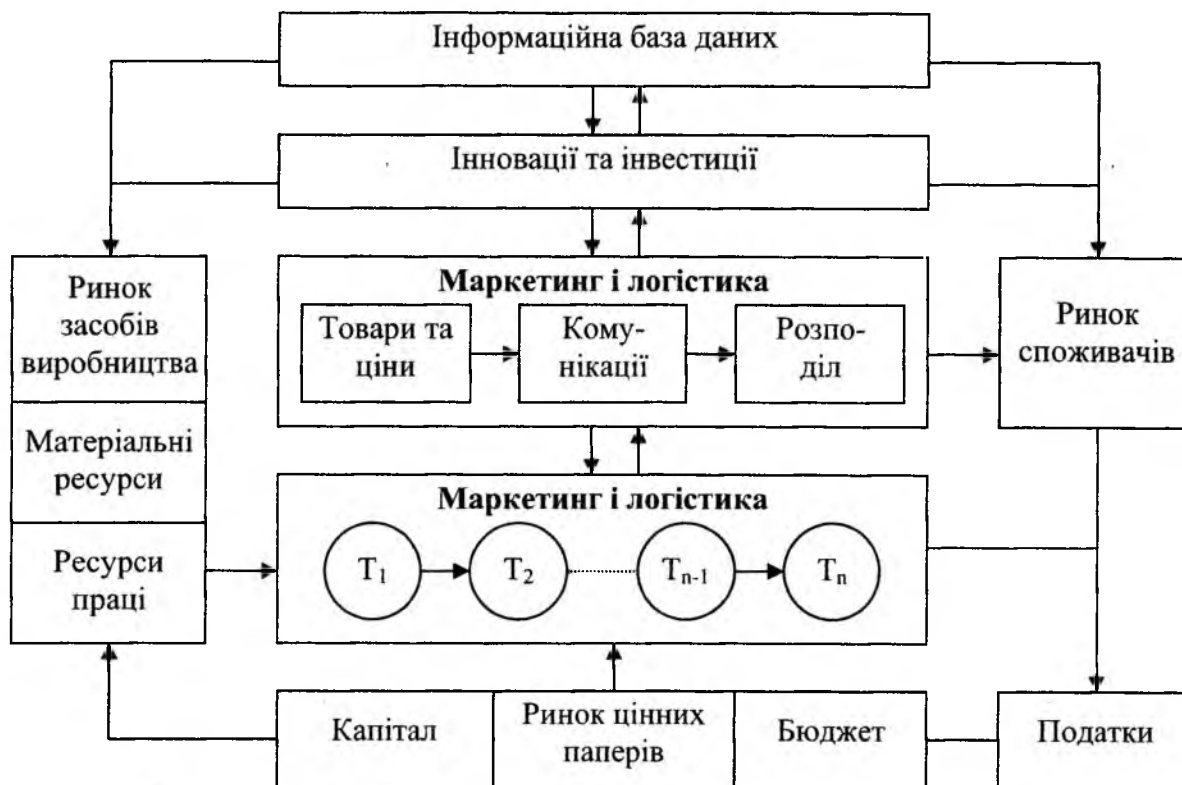 Інформаційна база даних
Інновації та інвестиції
Ринок
засобів
виробництва
Матеріальні
ресурси
Ресурси
праці
Маркетинг і логістика
Товари та
ціни
Кому-
нікації
Розпо-
діл
Ринок
споживачів
Маркетинг і логістика
T1
T2
Tn-1
Tn
Капітал
Ринок цінних
паперів
Бюджет
Податки